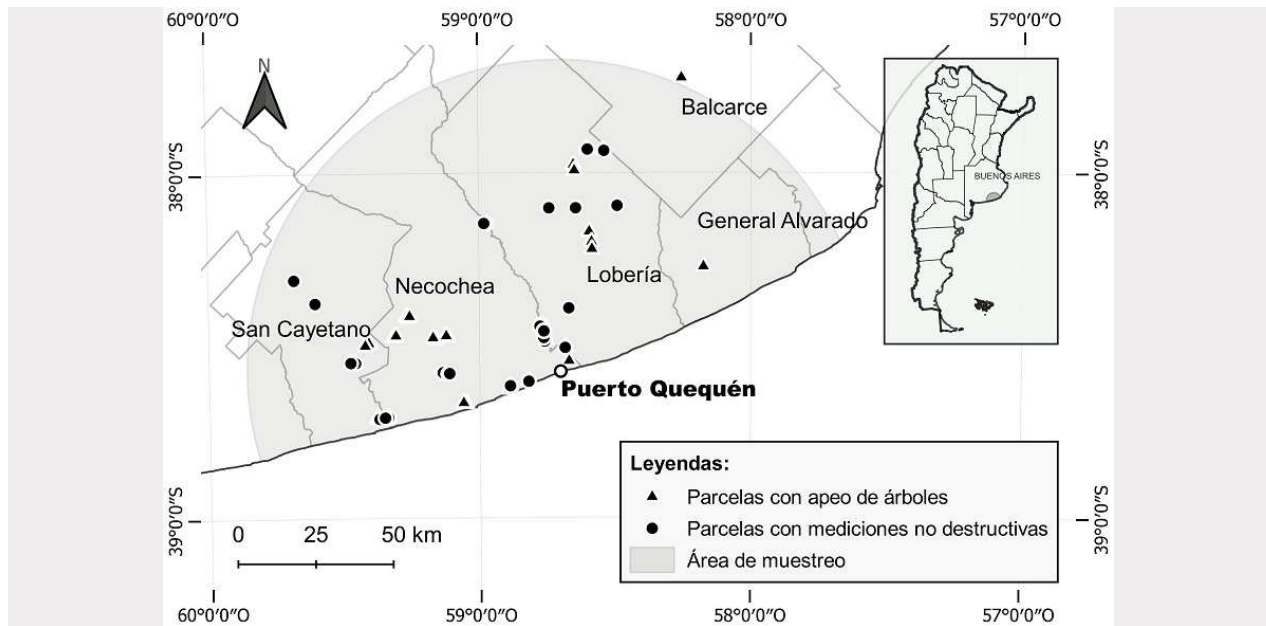 60°0'0"O 59°0'0"O 58°0'0"O 57°0'0"O
N
Balcarce
38°0'0"S
38°0'0"S
BUENOS AIRES
General Alvarado
Lobería
Necochea
San Cayetano
Puerto Quequén
Leyendas:
Parcelas con apeo de árboles
Parcelas con mediciones no destructivas
Área de muestreo
0 25 50 km
39°0'0"S
39°0'0"S
60°0'0"O 59°0'0"O 58°0'0"O 57°0'0"O